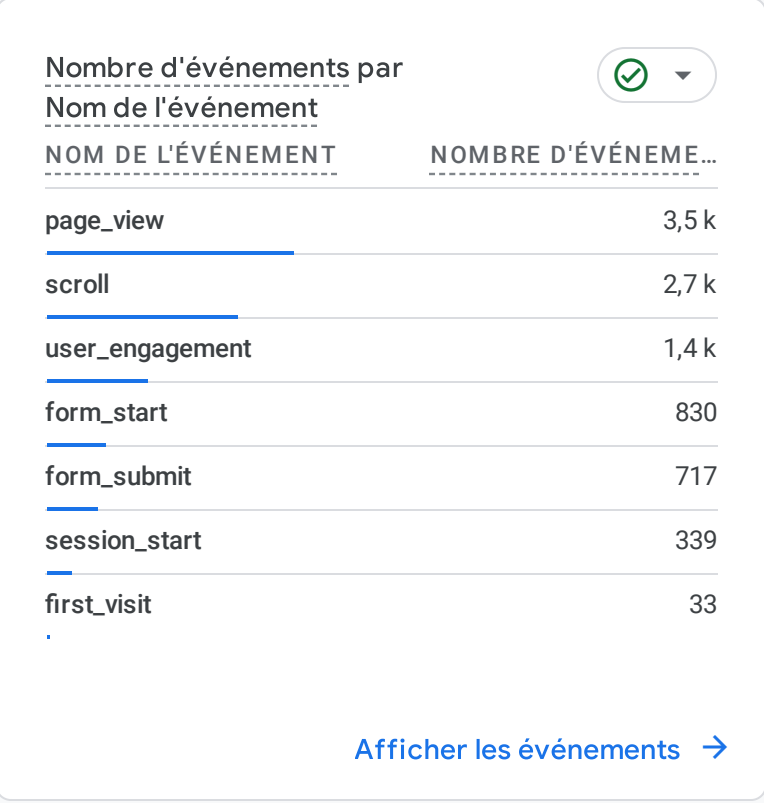 Nombre d'événements par
Nom de l'événement
NOM DE L'ÉVÉNEMENT NOMBRE D'ÉVÉNEME…
page_view 3,5 k
scroll 2,7 k
user_engagement 1,4 k
form_start 830
form_submit 717
session_start 339
first_visit 33
Afficher les événements